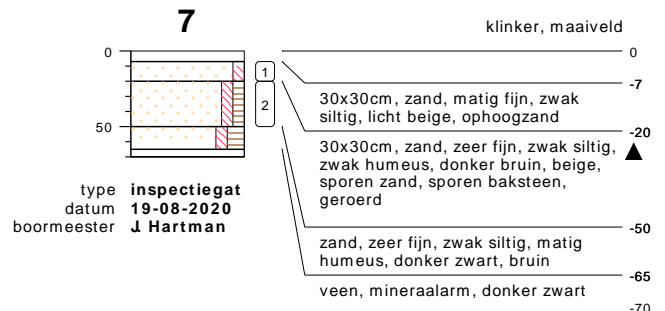 7
klinker, maaiveld
0
0
-7
1
30x30cm, zand, matig fijn, zwak
siltig, licht beige, ophoogzand
-20
2
30x30cm, zand, zeer fijn, zwak siltig,
zwak humeus, donker bruin, beige,
sporen zand, sporen baksteen,
geroerd
50
-50
zand, zeer fijn, zwak siltig, matig
humeus, donker zwart, bruin
-65
veen, mineraalarm, donker zwart
-70
type inspectiegat
datum 19-08-2020
boormeester J. Hartman